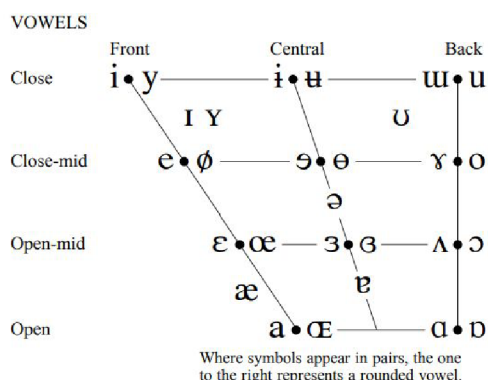 VOWELS
Front Central Back
Close i y ɨ ʉ ɯ u
ɪ ʏ ʊ
Close-mid e ø ɘ ɵ ɤ o
ə
Open-mid ɛ œ ɜ ɞ ʌ ɔ
æ ɐ
Open a ɶ ɑ ɒ
Where symbols appear in pairs, the one
to the right represents a rounded vowel.